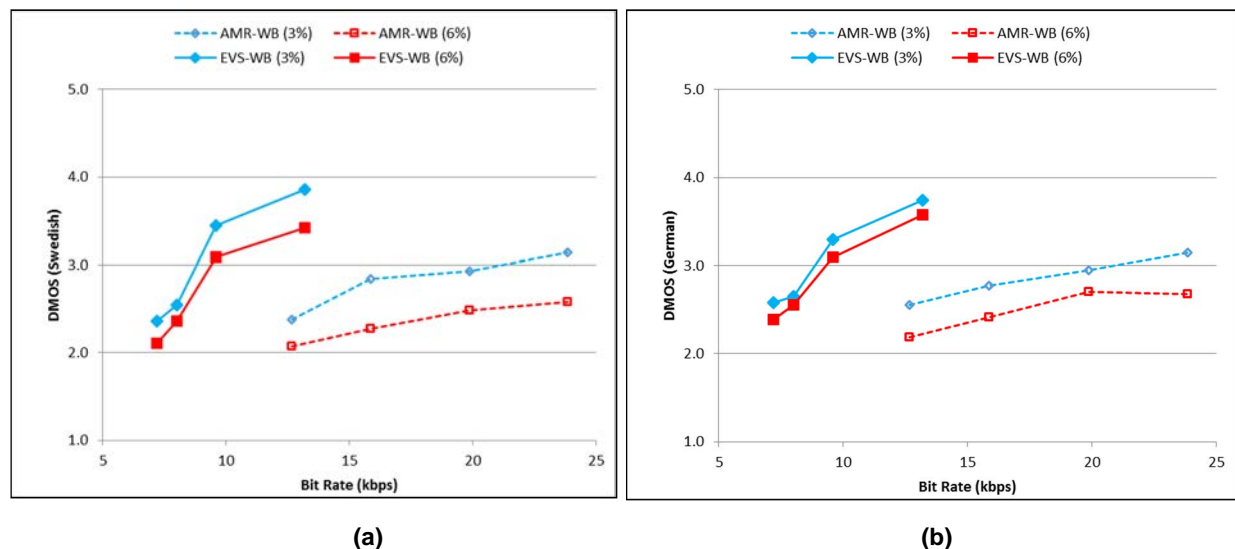 AMR-WB (3%) AMR-WB (6%)
EVS-WB (3%) EVS-WB (6%)
5.0
4.0
3.0
2.0
1.0
DMOS (Swedish)
5 10 15 20 25
Bit Rate (kbps)
(a)
AMR-WB (3%) AMR-WB (6%)
EVS-WB (3%) EVS-WB (6%)
5.0
4.0
3.0
2.0
1.0
DMOS (German)
5 10 15 20 25
Bit Rate (kbps)
(b)